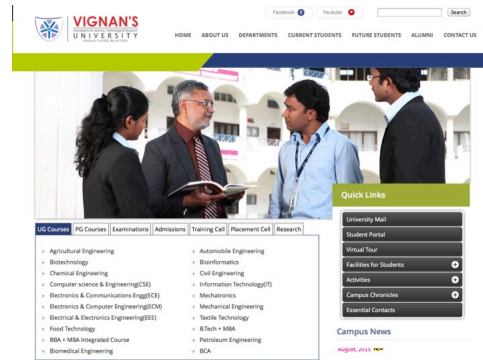 Facebook Youtube Search
VIGNAN'S
UNIVERSITY
HOME ABOUT US DEPARTMENTS CURRENT STUDENTS FUTURE STUDENTS ALUMNI CONTACT US
Quick Links
University Mail
Student Portal
Virtual Tour
Facilities for Students
Activities
Campus Chronicles
Essential Contacts
UG Courses PG Courses Examinations Admissions Training Cell Placement Cell Research
Agricultural Engineering Automobile Engineering
Biotechnology Bioinformatics
Chemical Engineering Civil Engineering
Computer science & Engineering(CSE) Information Technology(IT)
Electronics & Communications Engg(ECE) Mechatronics
Electronics & Computer Engineering(ECM) Mechanical Engineering
Electrical & Electronics Engineering(EEE) Textile Technology
Food Technology B.Tech + MBA
BBA + MBA Integrated Course Petroleum Engineering
Biomedical Engineering BCA
Campus News
August, 2015 NEW